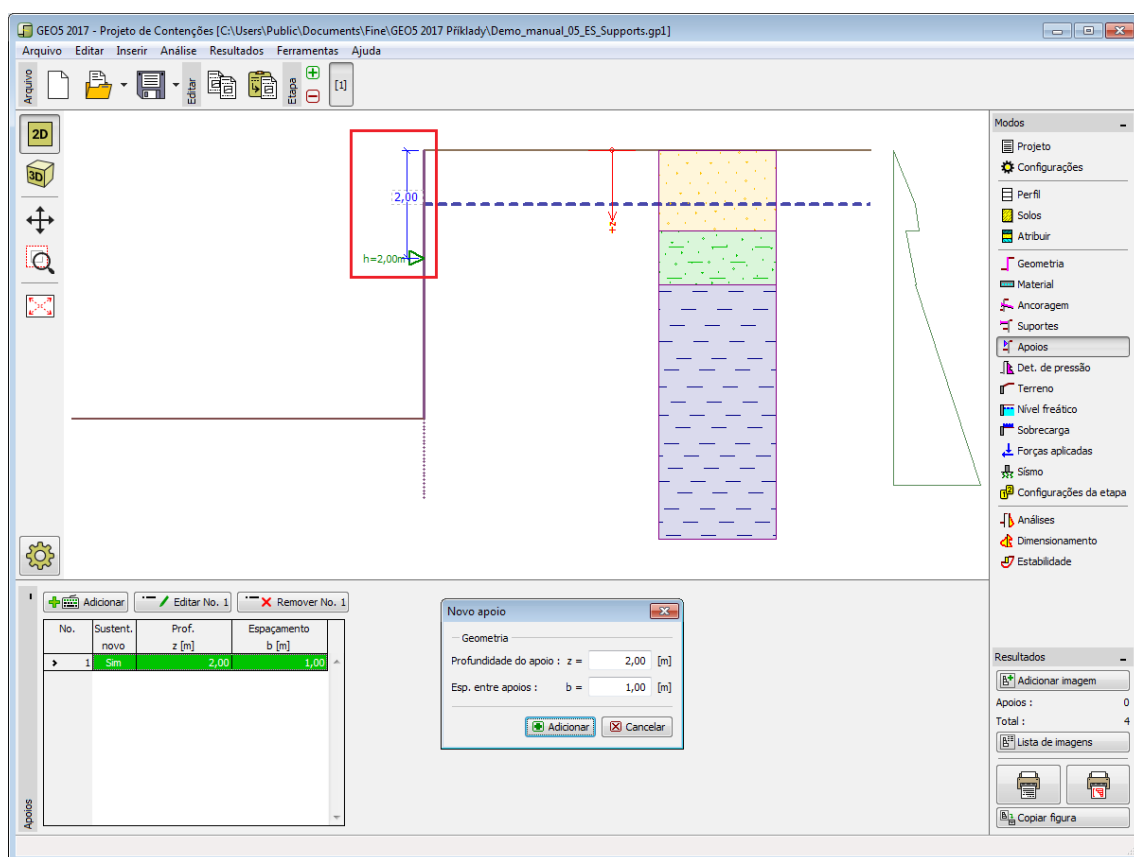 GEO5 2017 - Projeto de Contenções [C:\Users\Public\Documents\Fine\GEO5 2017 Příklady\Demo_manual_05_ES_Supports.gp1]
Arquivo Editar Inserir Análise Resultados Ferramentas Ajuda
Arquivo
Editar
Etapa
[1]
2D
3D
2,00
h=2,00m
+z
Modos
Projeto
Configurações
Perfil
Solos
Atribuir
Geometria
Material
Ancoragem
Suportes
Apoios
Det. de pressão
Terreno
Nível freático
Sobrecarga
Forças aplicadas
Sísmo
Configurações da etapa
Análises
Dimensionamento
Estabilidade
Apoios
Adicionar Editar No. 1 Remover No. 1
No. Sustent. Prof. Espaçamento
novo z [m] b [m]
1 Sim 2,00 1,00
Novo apoio
Geometria
Profundidade do apoio : z = 2,00 [m]
Esp. entre apoios : b = 1,00 [m]
Adicionar Cancelar
Resultados
Adicionar imagem
Apoios : 0
Total : 4
Lista de imagens
Copiar figura